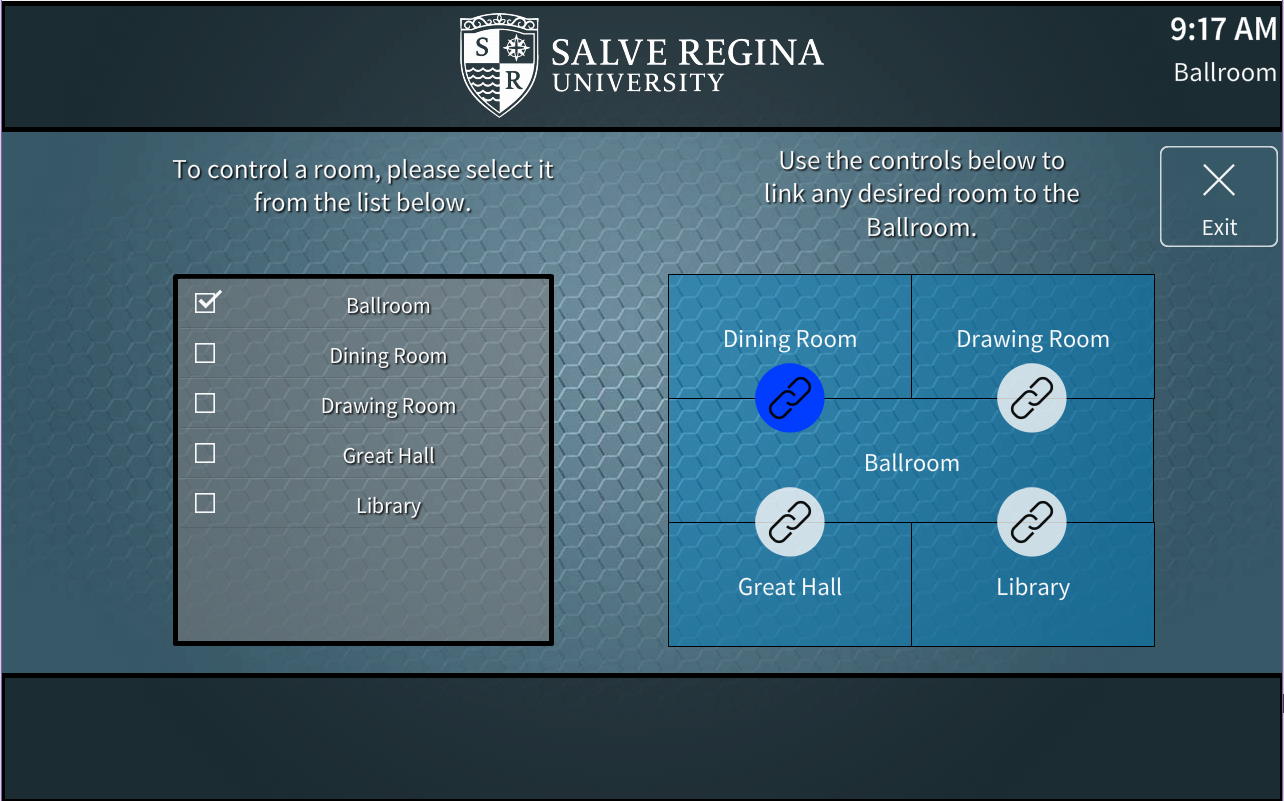 S
R
SALVE REGINA
UNIVERSITY
9:17 AM
Ballroom
To control a room, please select it
from the list below.
Use the controls below to
link any desired room to the
Ballroom.
Exit
Ballroom
Dining Room
Drawing Room
Great Hall
Library
Dining Room
Drawing Room
Ballroom
Great Hall
Library